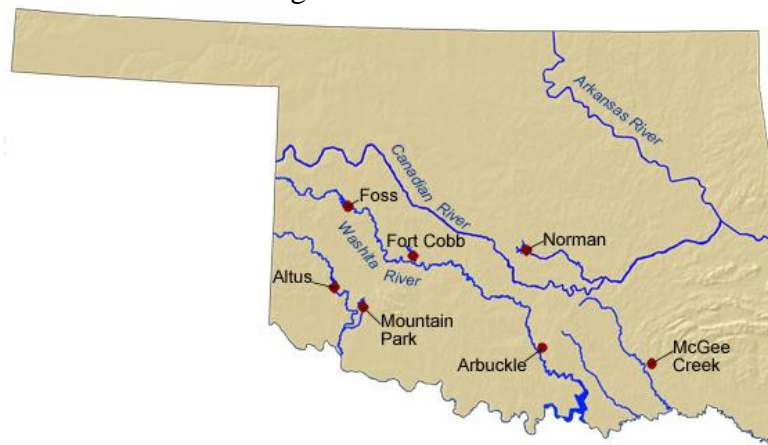 Arkansas River
Canadian River
Foss
Washita River
Fort Cobb
Norman
Altus
Mountain
Park
Arbuckle
McGee
Creek